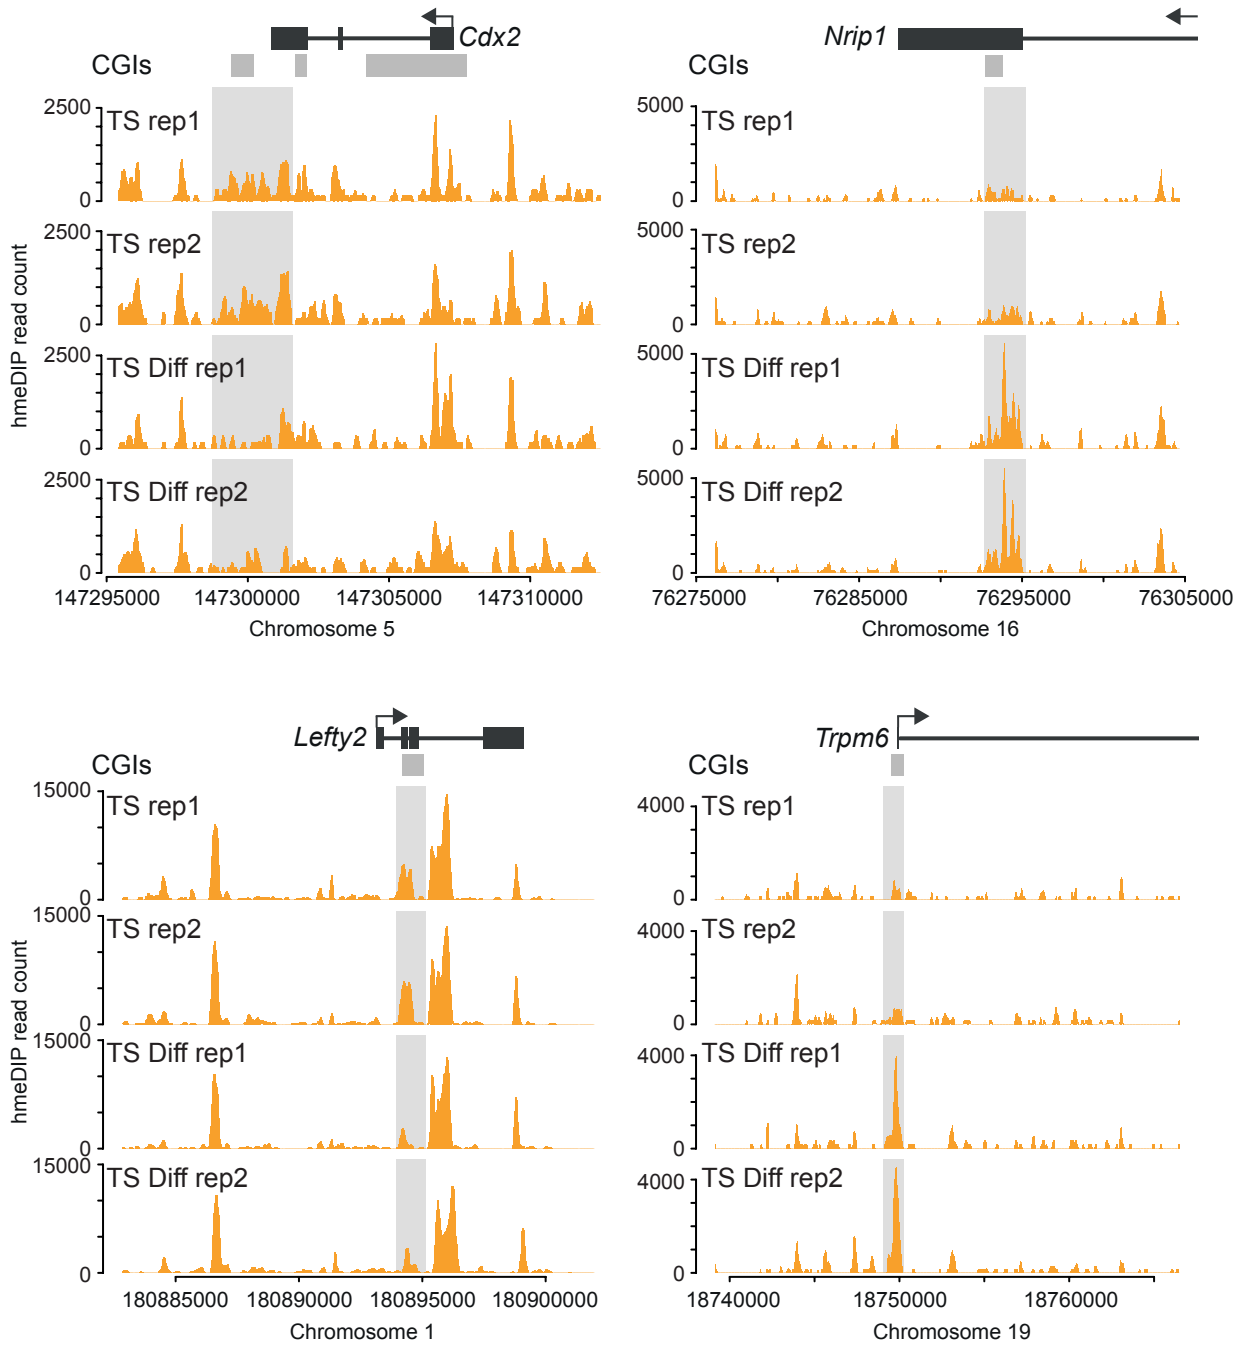 Cdx2
CGIs
hmeDIP read count
2500
TS rep1
0
2500
TS rep2
0
2500
TS Diff rep1
0
2500
TS Diff rep2
0
147295000 147300000 147305000 147310000
Chromosome 5
Nrip1
CGIs
5000
TS rep1
0
5000
TS rep2
0
5000
TS Diff rep1
0
5000
TS Diff rep2
0
76275000 76285000 76295000 76305000
Chromosome 16
Lefty2
CGIs
hmeDIP read count
15000
TS rep1
0
15000
TS rep2
0
15000
TS Diff rep1
0
15000
TS Diff rep2
0
180885000 180890000 180895000 180900000
Chromosome 1
Trpm6
CGIs
4000
TS rep1
0
4000
TS rep2
0
4000
TS Diff rep1
0
4000
TS Diff rep2
0
18740000 18750000 18760000
Chromosome 19